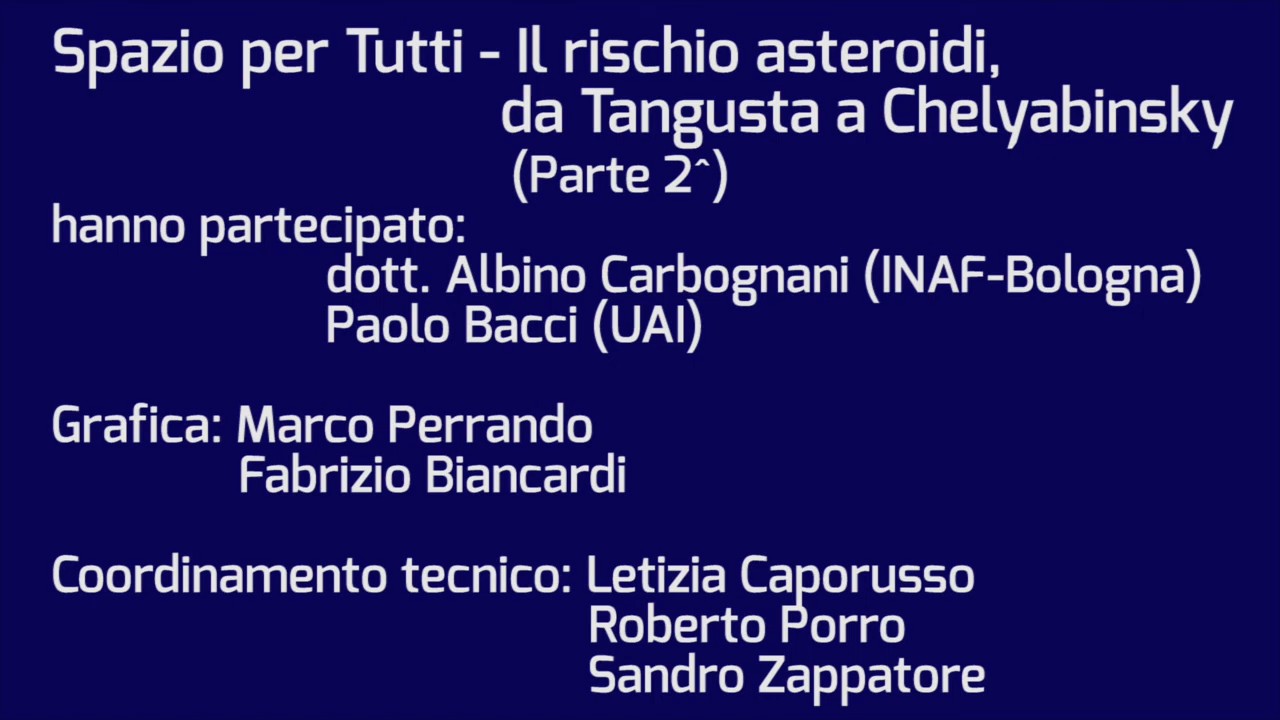 Spazio per Tutti - Il rischio asteroidi,
da Tangusta a Chelyabinsky
(Parte 2^)
hanno partecipato:
dott. Albino Carbognani (INAF-Bologna)
Paolo Bacci (UAI)
Grafica: Marco Perrando
Fabrizio Biancardi
Coordinamento tecnico: Letizia Caporusso
Roberto Porro
Sandro Zappatore